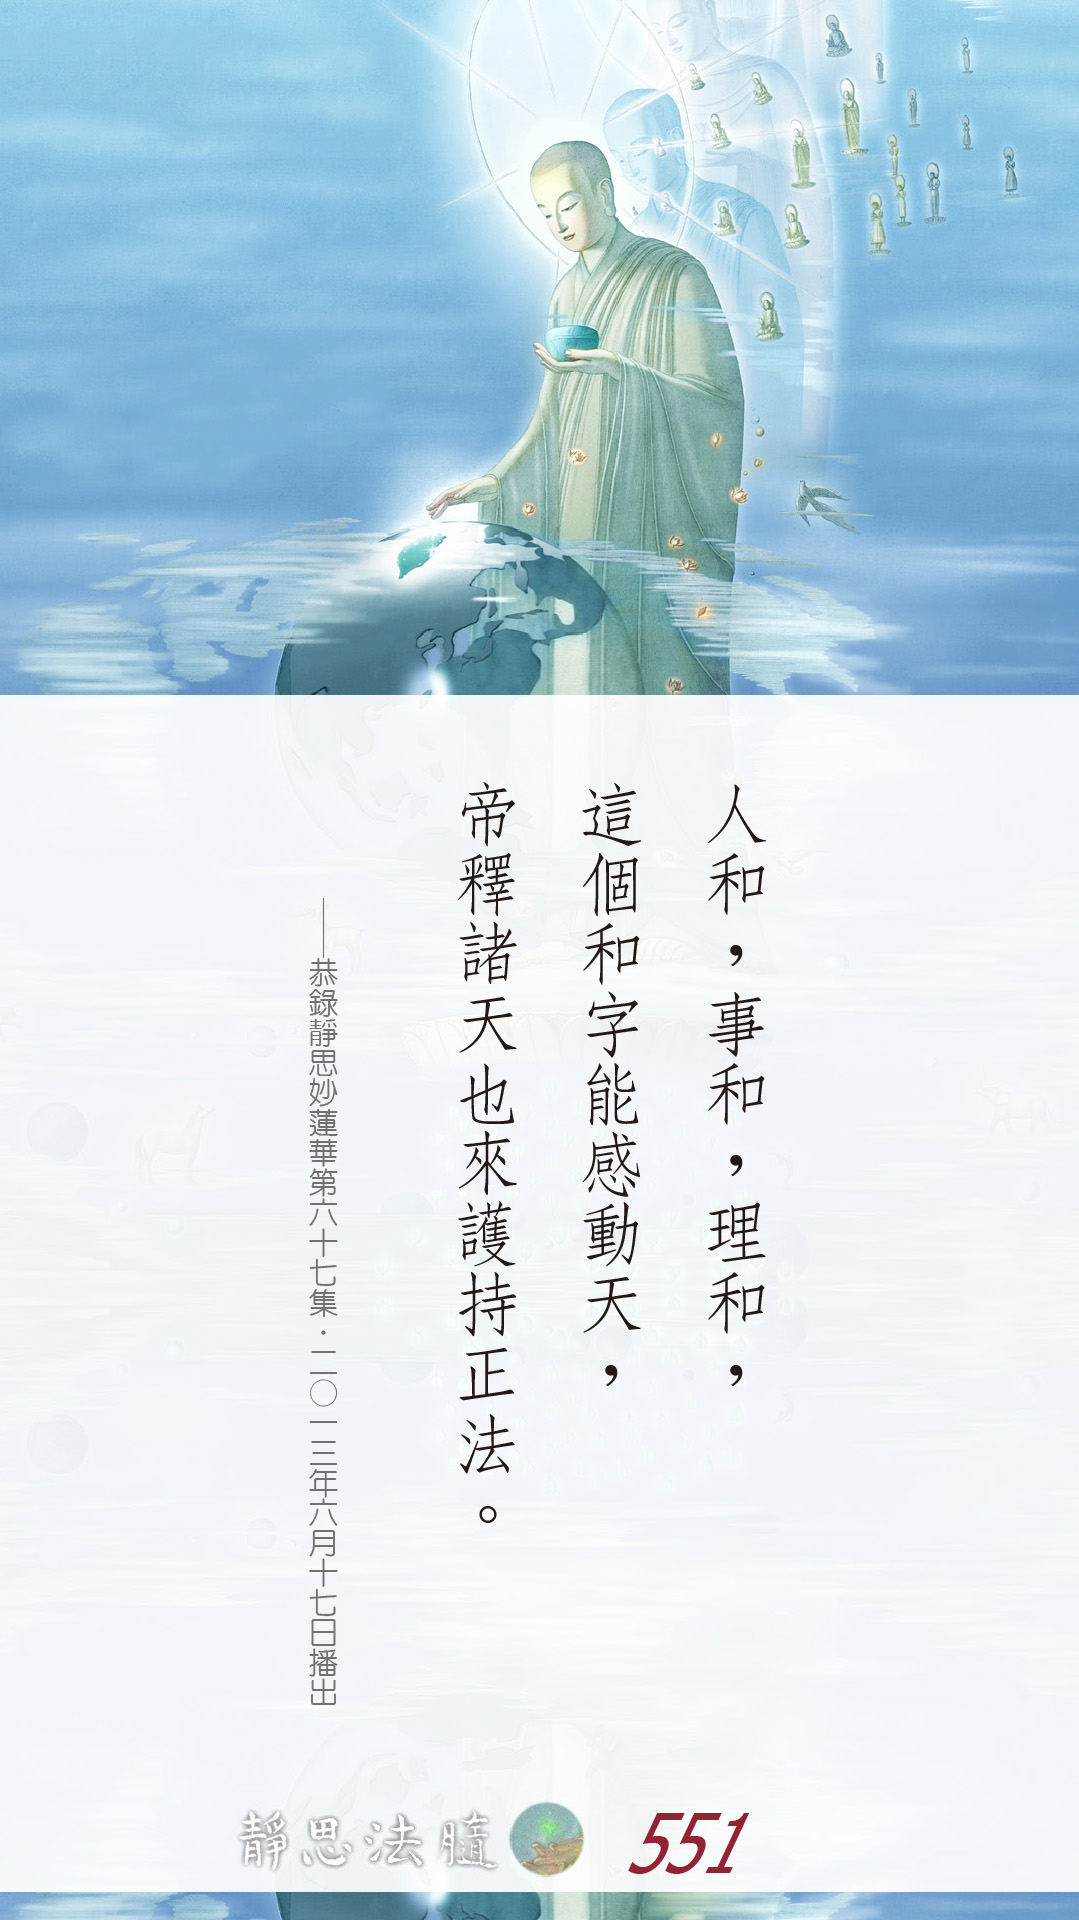 人和，事和，理和，
這個和字能感動天，
帝釋諸天也來護持正法。
——恭錄靜思妙蓮華第六十七集・二〇一三年六月十七日播出
靜思法髓 551